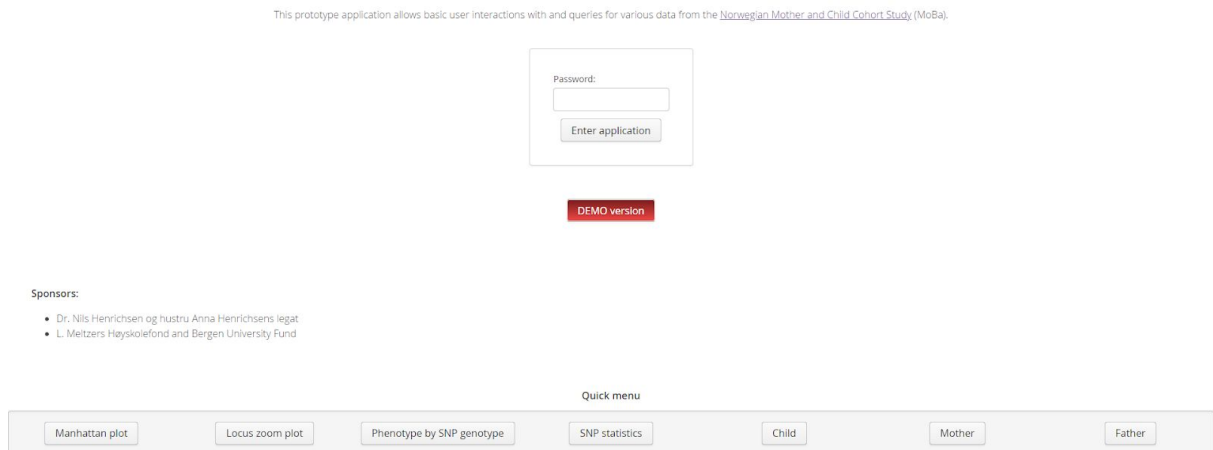 This prototype application allows basic user interactions with and queries for various data from the Norwegian Mother and Child Cohort Study (MoBa).
Password:
Enter application
DEMO version
Sponsors:
• Dr. Nils Henrichsen og hustru Anna Henrichsens legat
• L. Meltzers Høyskolefond and Bergen University Fund
Quick menu
Manhattan plot Locus zoom plot Phenotype by SNP genotype SNP statistics Child Mother Father